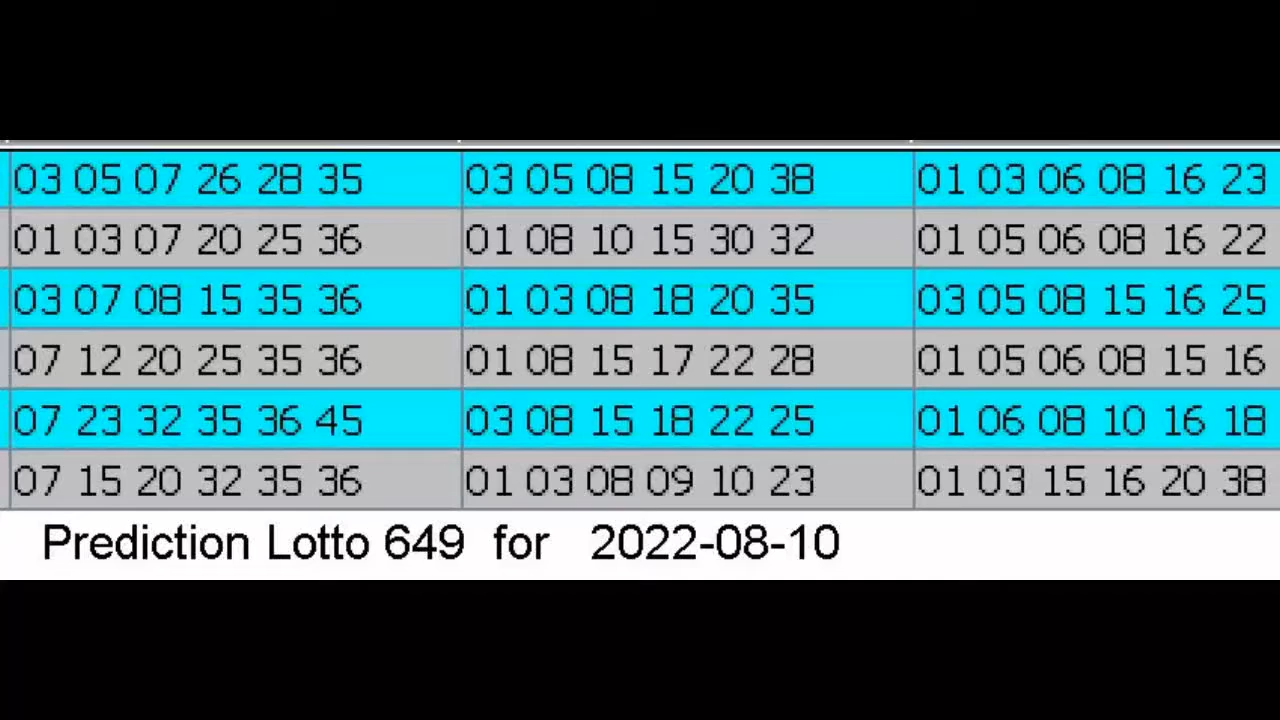 03 05 07 26 28 35 03 05 08 15 20 38 01 03 06 08 16 23
01 03 07 20 25 36 01 08 10 15 30 32 01 05 06 08 16 22
03 07 08 15 35 36 01 03 08 18 20 35 03 05 08 15 16 25
07 12 20 25 35 36 01 08 15 17 22 28 01 05 06 08 15 16
07 23 32 35 36 45 03 08 15 18 22 25 01 06 08 10 16 18
07 15 20 32 35 36 01 03 08 09 10 23 01 03 15 16 20 38
Prediction Lotto 649 for 2022-08-10